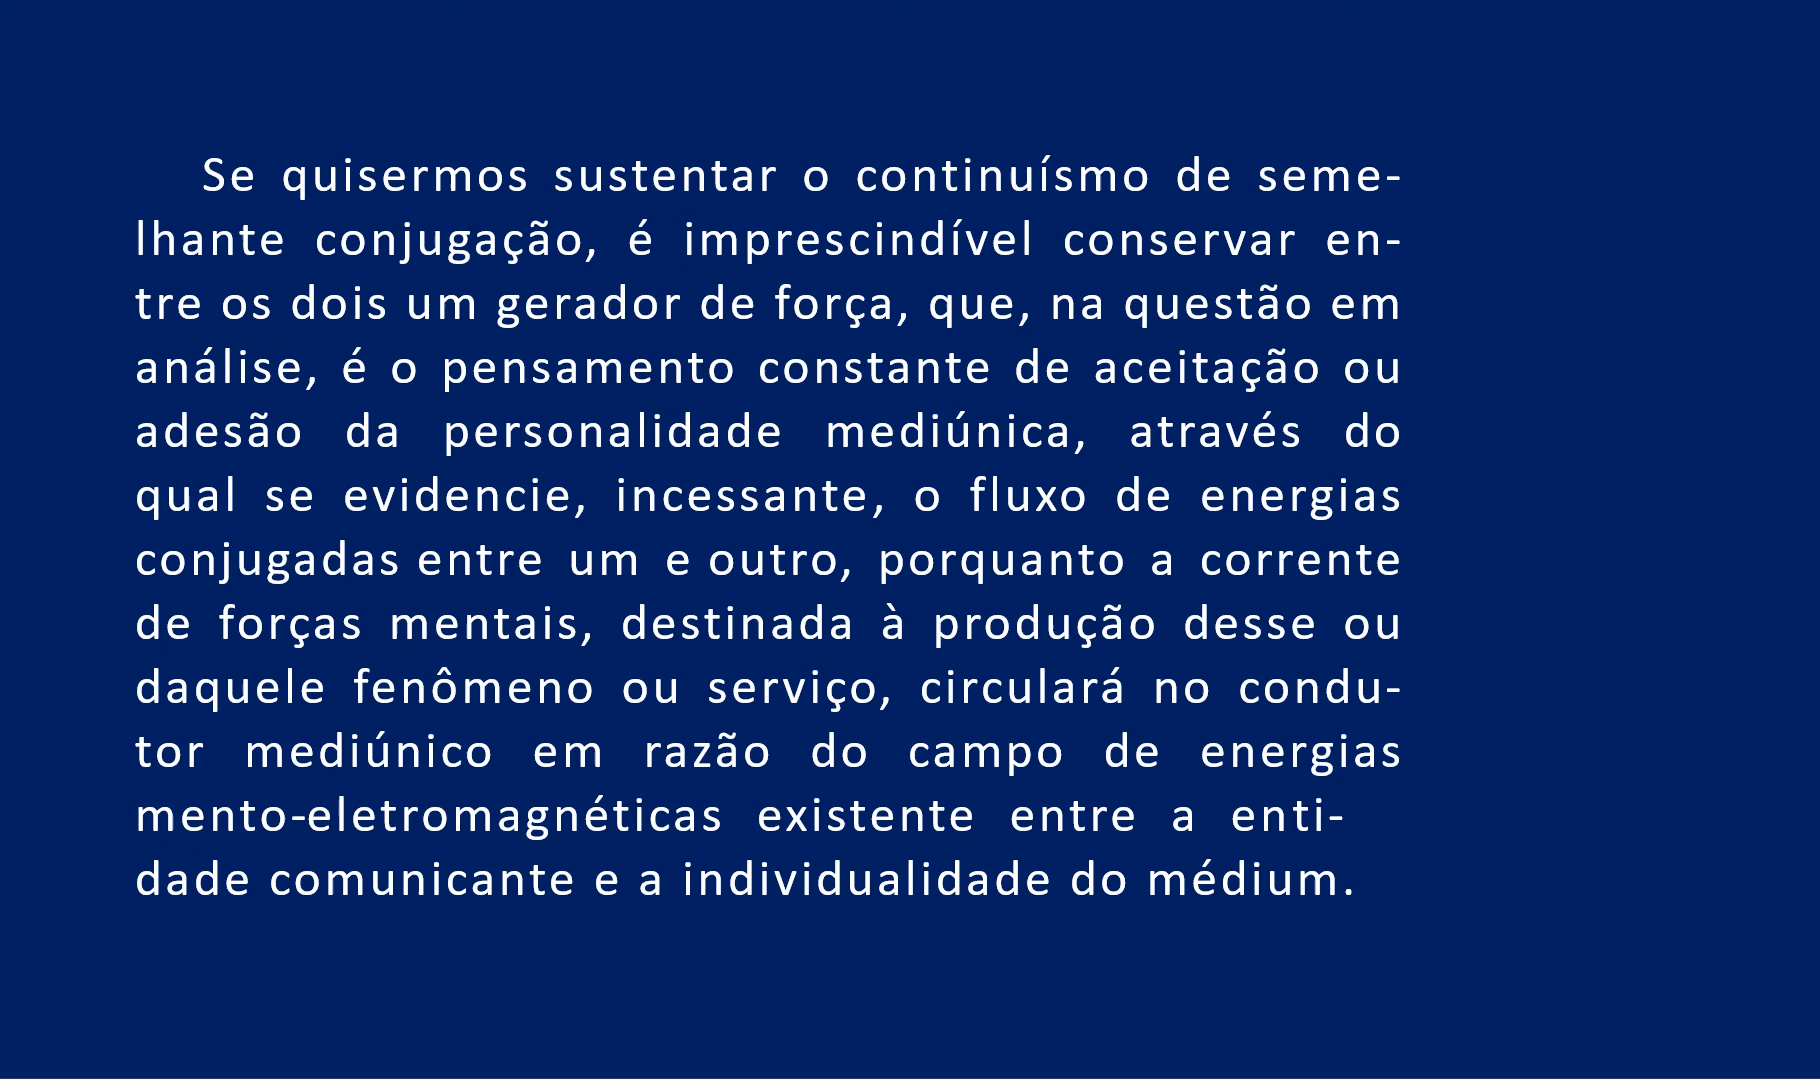 Se quisermos sustentar o continuísmo de seme-
lhante conjugação, é imprescindível conservar en-
tre os dois um gerador de força, que, na questão em
análise, é o pensamento constante de aceitação ou
adesão da personalidade mediúnica, através do
qual se evidencie, incessante, o fluxo de energias
conjugadas entre um e outro, porquanto a corrente
de forças mentais, destinada à produção desse ou
daquele fenômeno ou serviço, circulará no condu-
tor mediúnico em razão do campo de energias
mento-eletromagnéticas existente entre a enti-
dade comunicante e a individualidade do médium.